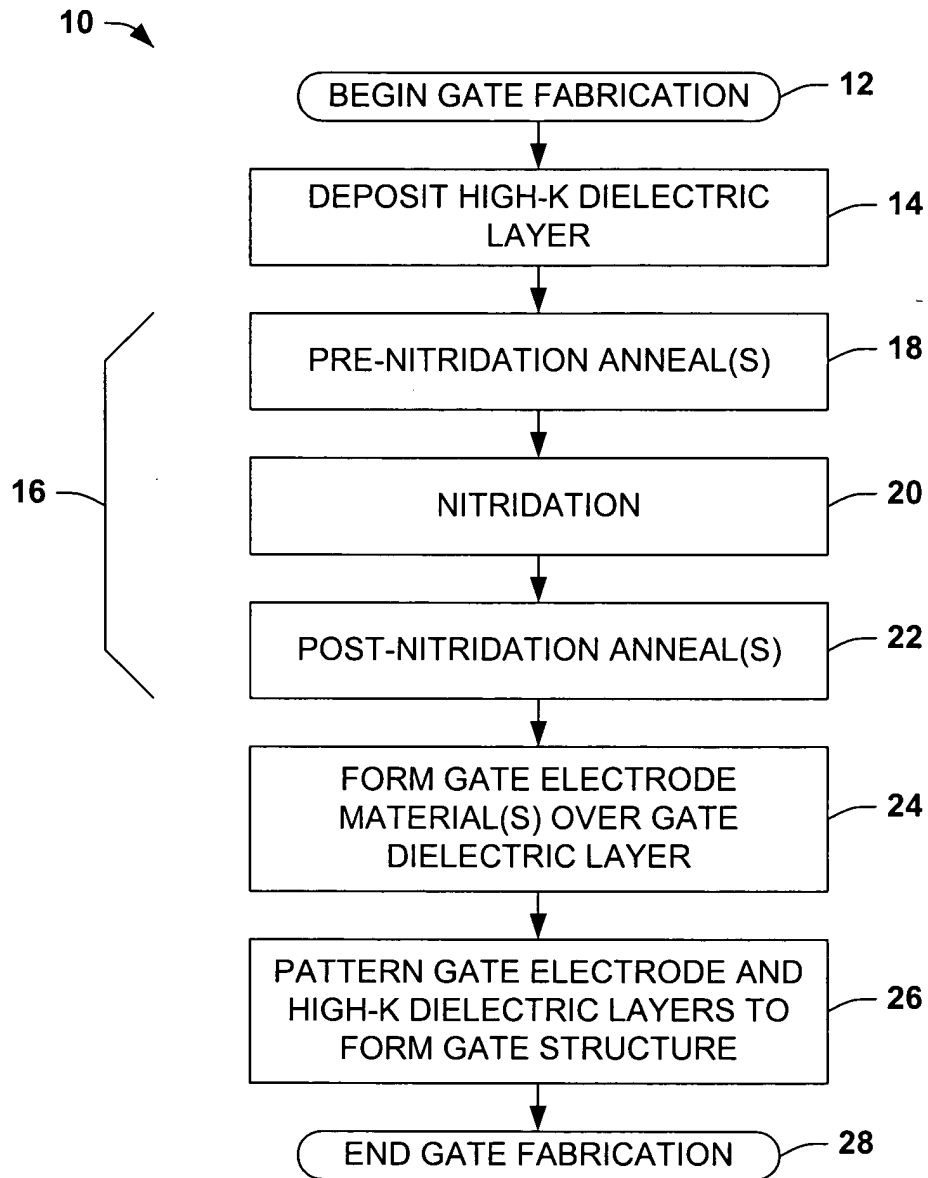 10
BEGIN GATE FABRICATION
12
DEPOSIT HIGH-K DIELECTRIC
LAYER
14
16
PRE-NITRIDATION ANNEAL(S)
18
NITRIDATION
20
POST-NITRIDATION ANNEAL(S)
22
FORM GATE ELECTRODE
MATERIAL(S) OVER GATE
DIELECTRIC LAYER
24
PATTERN GATE ELECTRODE AND
HIGH-K DIELECTRIC LAYERS TO
FORM GATE STRUCTURE
26
END GATE FABRICATION
28